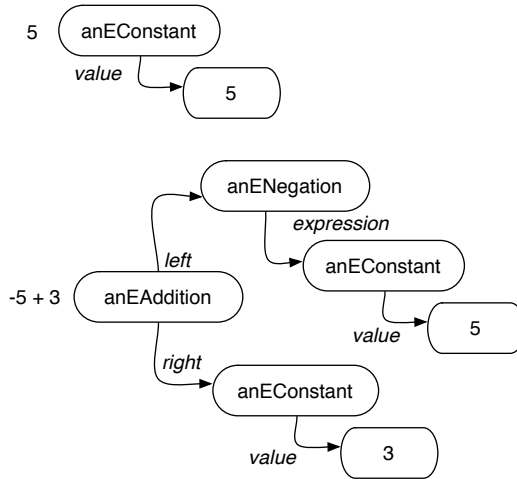 5 anEConstant
value
5
anENegation
expression
left
anEConstant
-5 + 3 anEAddition
value
5
right
anEConstant
value
3